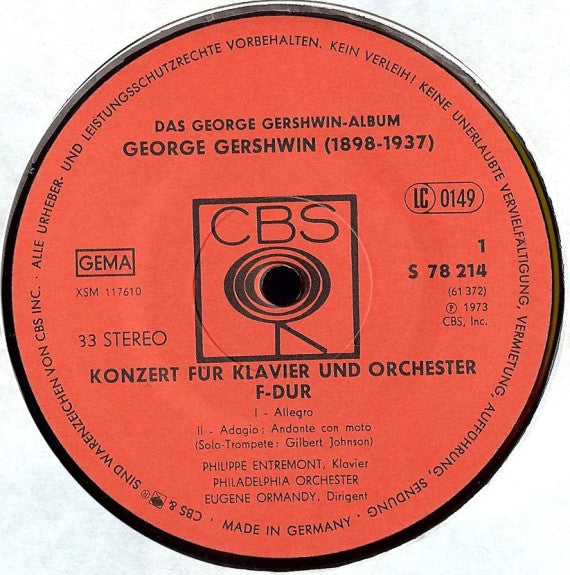 ALLE URHEBER- UND LEISTUNGSSCHUTZRECHTE VORBEHALTEN. KEIN VERLEIH! KEINE UNERLAUBTE VERVIELFÄLTIGUNG, VERMIETUNG, AUFFÜHRUNG, SENDUNG
DAS GEORGE GERSHWIN-ALBUM
GEORGE GERSHWIN (1898-1937)
CBS
LC 0149
GEMA
XSM 117610
1
S 78 214
(61 372)
℗ 1973
CBS, Inc.
33 STEREO
KONZERT FÜR KLAVIER UND ORCHESTER
F-DUR
I - Allegro
II - Adagio; Andante con moto
(Solo-Trompete: Gilbert Johnson)
PHILIPPE ENTREMONT, Klavier
PHILADELPHIA ORCHESTER
EUGENE ORMANDY, Dirigent
CBS & ® SIND WARENZEICHEN VON CBS INC.
· MADE IN GERMANY ·